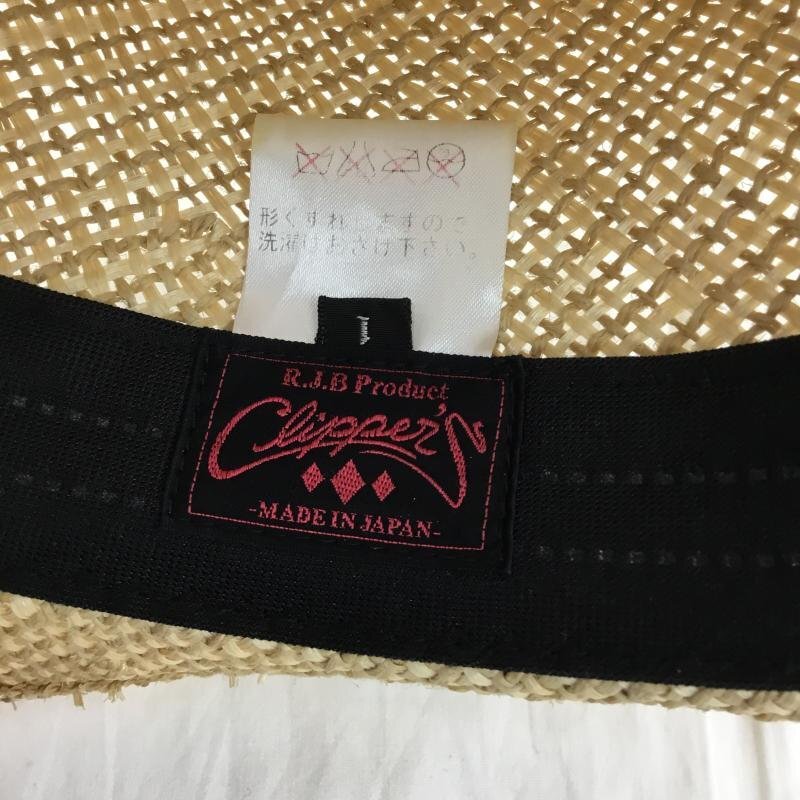 形くずれしますので
洗濯はおさけ下さい。
R.J.B Product
Clipper's
-MADE IN JAPAN-